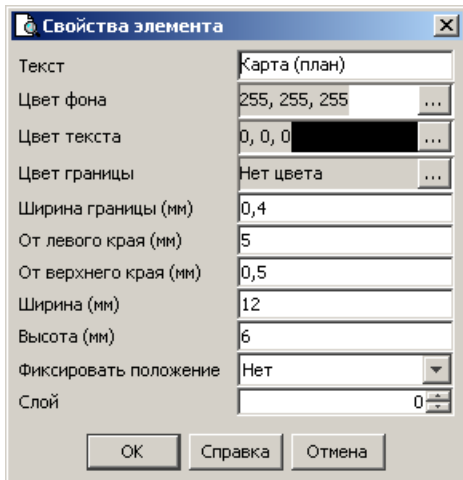 Свойства элемента
Текст Карта (план)
Цвет фона 255, 255, 255 ...
Цвет текста 0, 0, 0 ...
Цвет границы Нет цвета ...
Ширина границы (мм) 0,4
От левого края (мм) 5
От верхнего края (мм) 0,5
Ширина (мм) 12
Высота (мм) 6
Фиксировать положение Нет
Слой 0
OK Справка Отмена